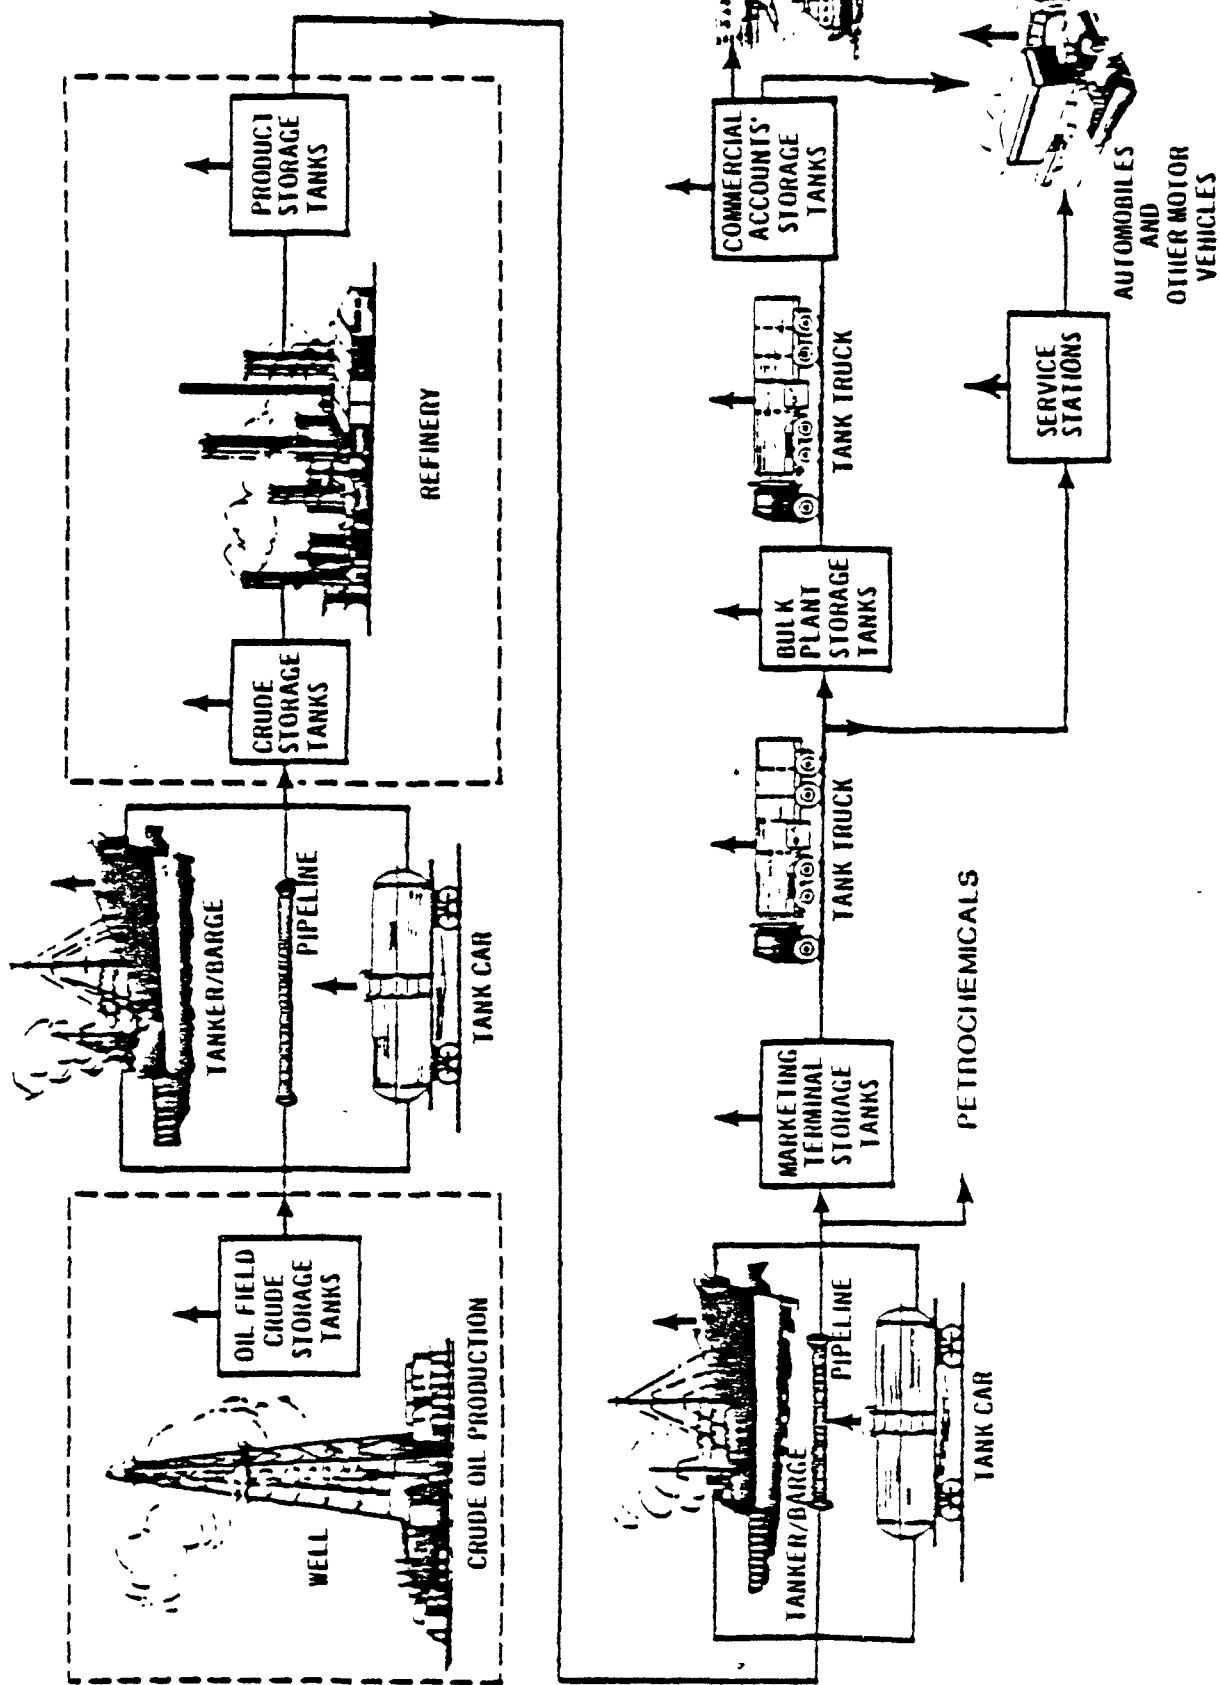 WELL
CRUDE OIL PRODUCTION
OIL FIELD
CRUDE
STORAGE
TANKS
TANKER/BARGE
PIPELINE
TANK CAR
CRUDE
STORAGE
TANKS
REFINERY
PRODUCT
STORAGE
TANKS
TANKER/BARGE
PIPELINE
TANK CAR
MARKETING
TERMINAL
STORAGE
TANKS
PETROCHEMICALS
TANK TRUCK
BULK
PLANT
STORAGE
TANKS
TANK TRUCK
COMMERCIAL
ACCOUNTS'
STORAGE
TANKS
SERVICE
STATIONS
AUTOMOBILES
AND
OTHER MOTOR
VEHICLES